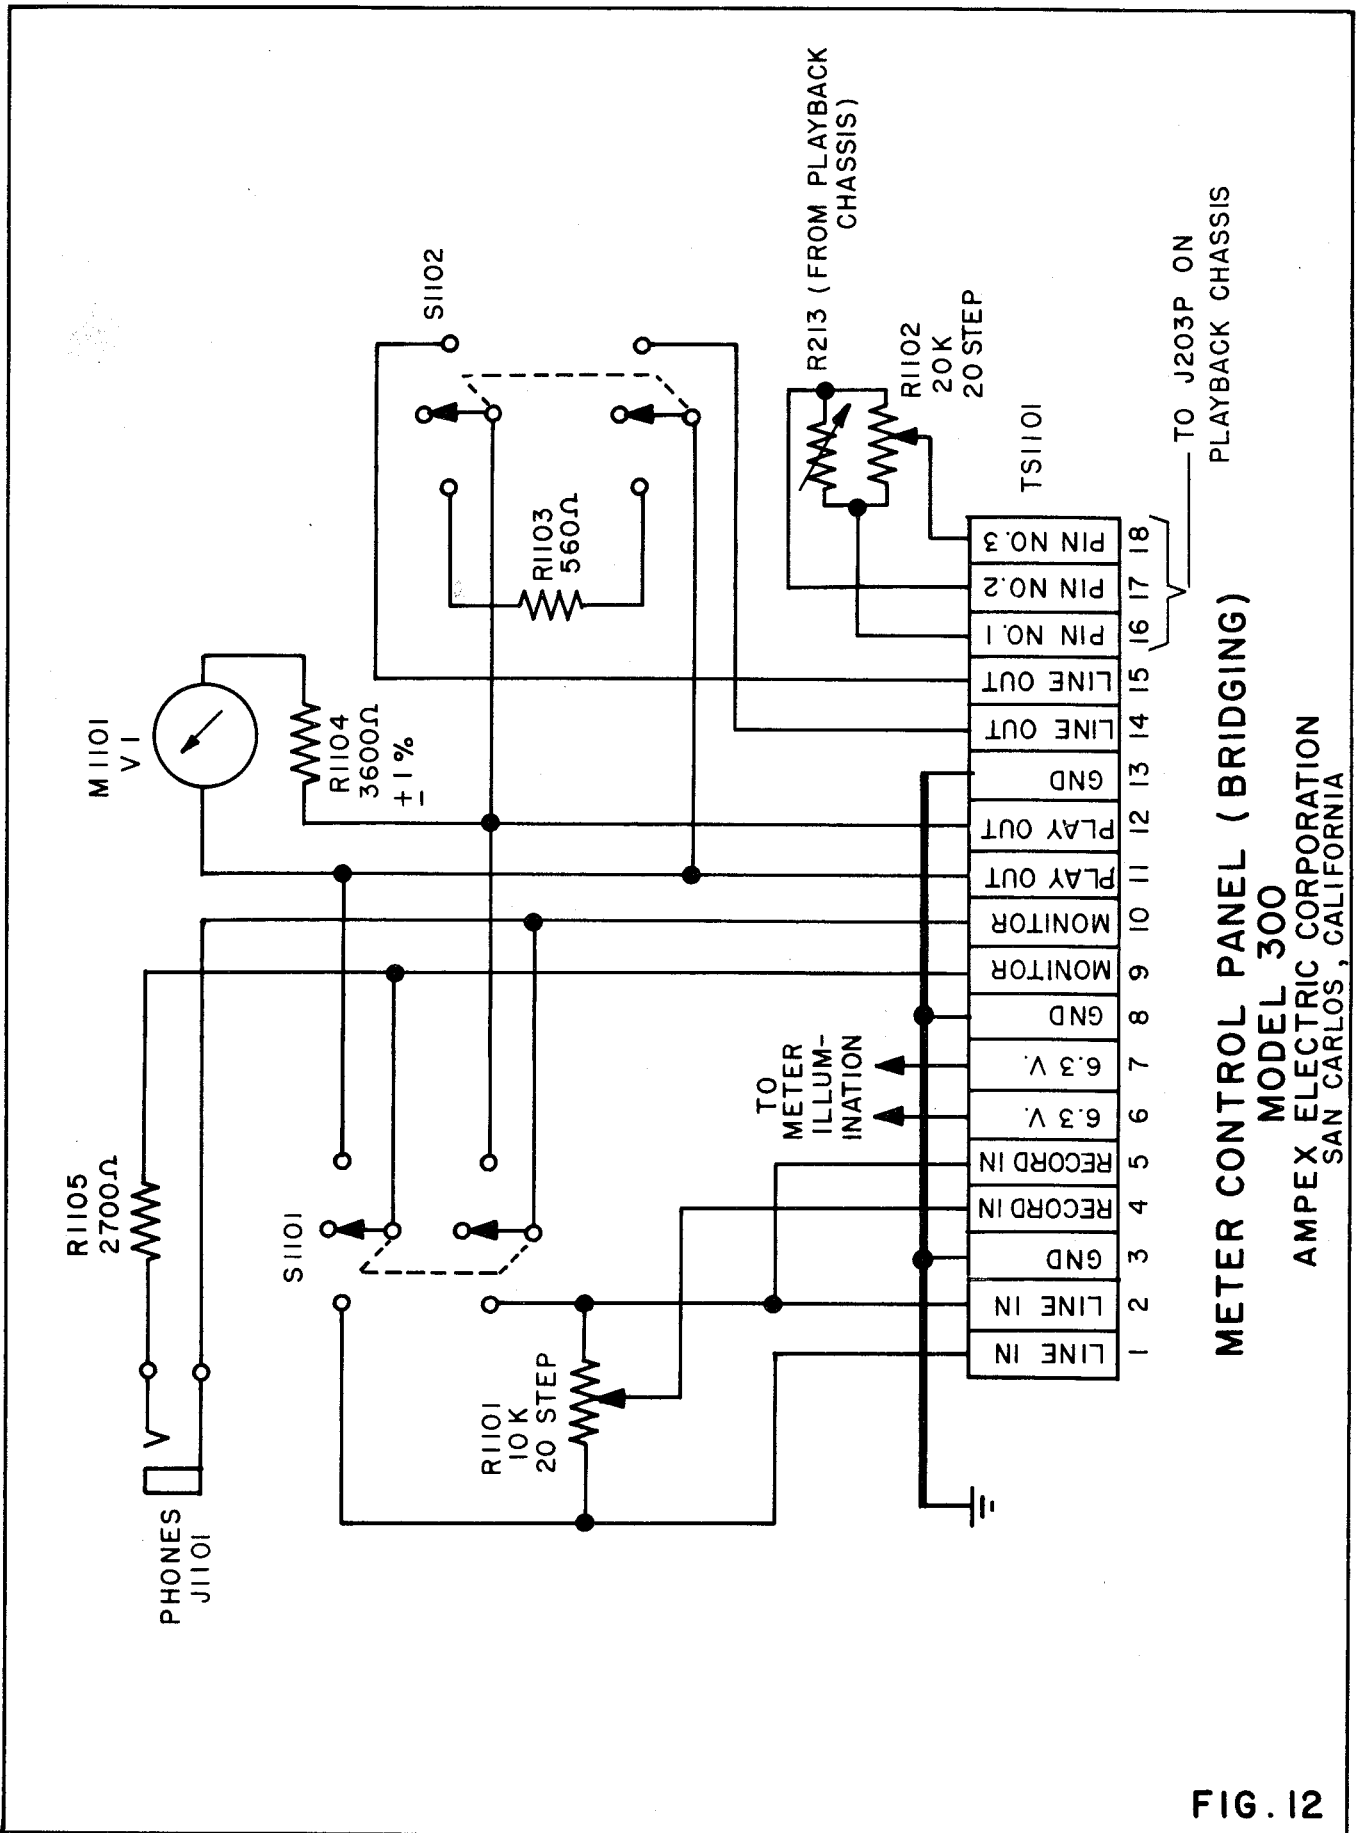 PHONES
J1101
R1105
2700Ω
M1101
V1
R1104
3600Ω
±1%
S1101
S1102
R1103
560Ω
R1101
10K
20 STEP
TO
METER
ILLUM-
INATION
R213 (FROM PLAYBACK
CHASSIS)
R1102
20K
20 STEP
TS1101
LINE IN
LINE IN
GND
RECORD IN
RECORD IN
6.3 V.
6.3 V.
GND
MONITOR
MONITOR
PLAY OUT
PLAY OUT
GND
LINE OUT
LINE OUT
PIN NO. 1
PIN NO. 2
PIN NO. 3
1 2 3 4 5 6 7 8 9 10 11 12 13 14 15 16 17 18
TO J203P ON
PLAYBACK CHASSIS
METER CONTROL PANEL (BRIDGING)
MODEL 300
AMPEX ELECTRIC CORPORATION
SAN CARLOS, CALIFORNIA
FIG. 12